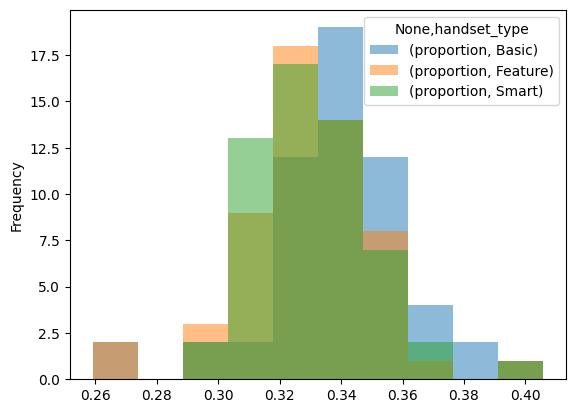 None,handset_type
(proportion, Basic)
(proportion, Feature)
(proportion, Smart)
Frequency
17.5
15.0
12.5
10.0
7.5
5.0
2.5
0.0
0.26 0.28 0.30 0.32 0.34 0.36 0.38 0.40